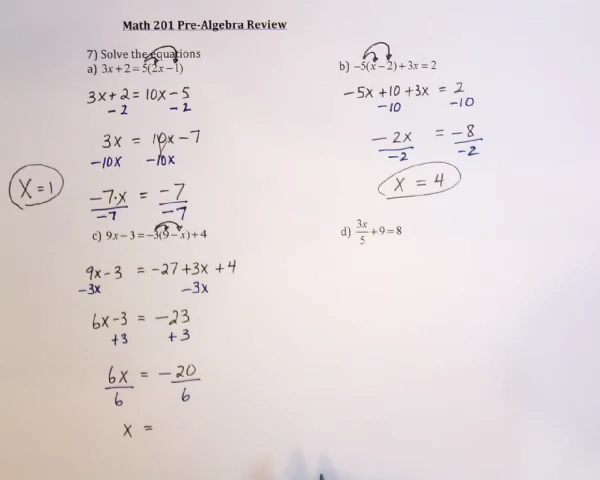 Math 201 Pre-Algebra Review
7) Solve the equations
a) 3x+2=5(2x−1)
3x+2 = 10x−5
−2 −2
3x = 10x−7
−10x −10x
−7·x = −7
−7 −7
x=1
b) −5(x−2)+3x=2
−5x+10+3x = 2
−10 −10
−2x = −8
−2 −2
x = 4
c) 9x−3=−3(9−x)+4
9x−3 = −27+3x+4
−3x −3x
6x−3 = −23
+3 +3
6x = −20
6 6
x =
d) 3x/5+9=8